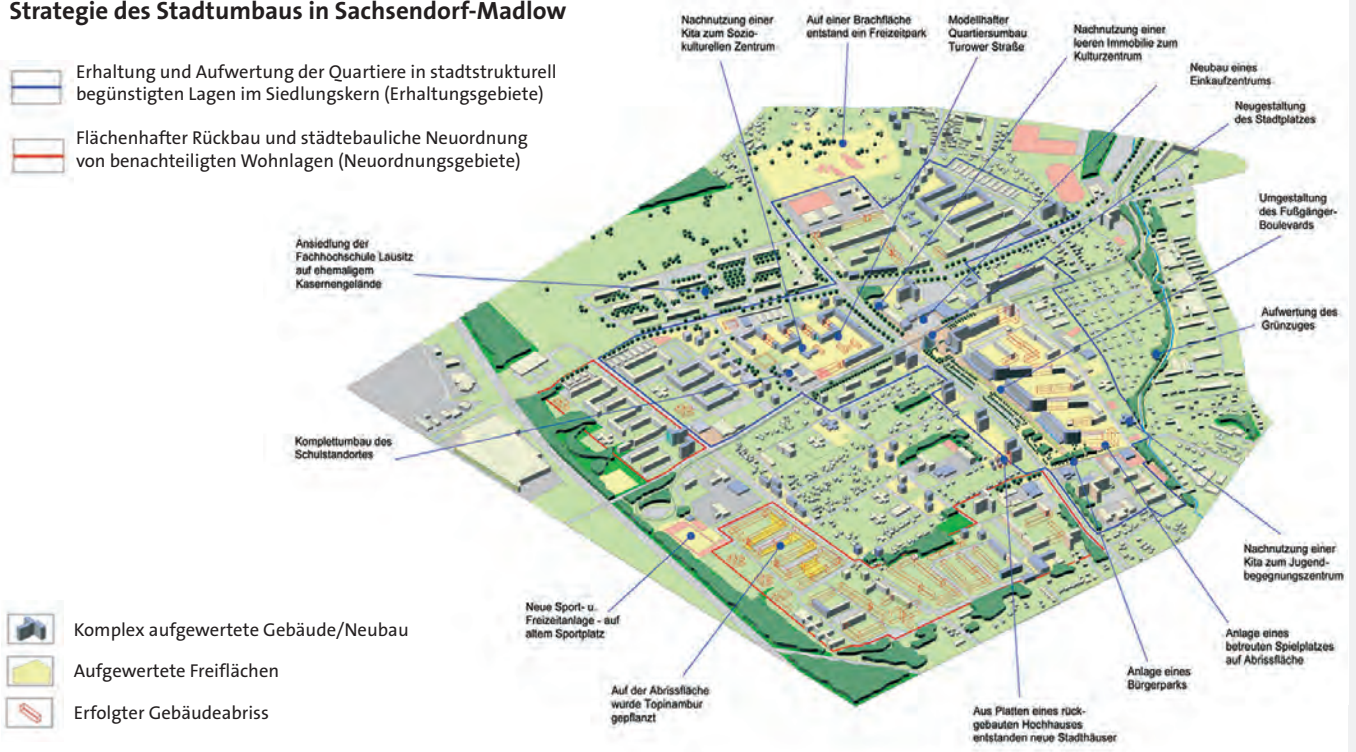 Strategie des Stadtumbaus in Sachsendorf-Madlow
Erhaltung und Aufwertung der Quartiere in stadtstrukturell
begünstigten Lagen im Siedlungskern (Erhaltungsgebiete)
Flächenhafter Rückbau und städtebauliche Neuordnung
von benachteiligten Wohnlagen (Neuordnungsgebiete)
Nachnutzung einer
Kita zum Sozio-
kulturellen Zentrum
Auf einer Brachfläche
entstand ein Freizeitpark
Modellhafter
Quartiersumbau
Turower Straße
Nachnutzung einer
leeren Immobilie zum
Kulturzentrum
Neubau eines
Einkaufzentrums
Neugestaltung
des Stadtplatzes
Umgestaltung
des Fußgänger-
Boulevards
Aufwertung des
Grünzuges
Ansiedlung der
Fachhochschule Lausitz
auf ehemaligem
Kasernengelände
Komplettumbau des
Schulstandortes
Neue Sport- u.
Freizeitanlage - auf
altem Sportplatz
Auf der Abrissfläche
wurde Topinambur
gepflanzt
Aus Platten eines rück-
gebauten Hochhauses
entstanden neue Stadthäuser
Anlage eines
Bürgerparks
Anlage eines
betreuten Spielplatzes
auf Abrissfläche
Nachnutzung einer
Kita zum Jugend-
begegnungszentrum
Komplex aufgewertete Gebäude/Neubau
Aufgewertete Freiflächen
Erfolgter Gebäudeabriss